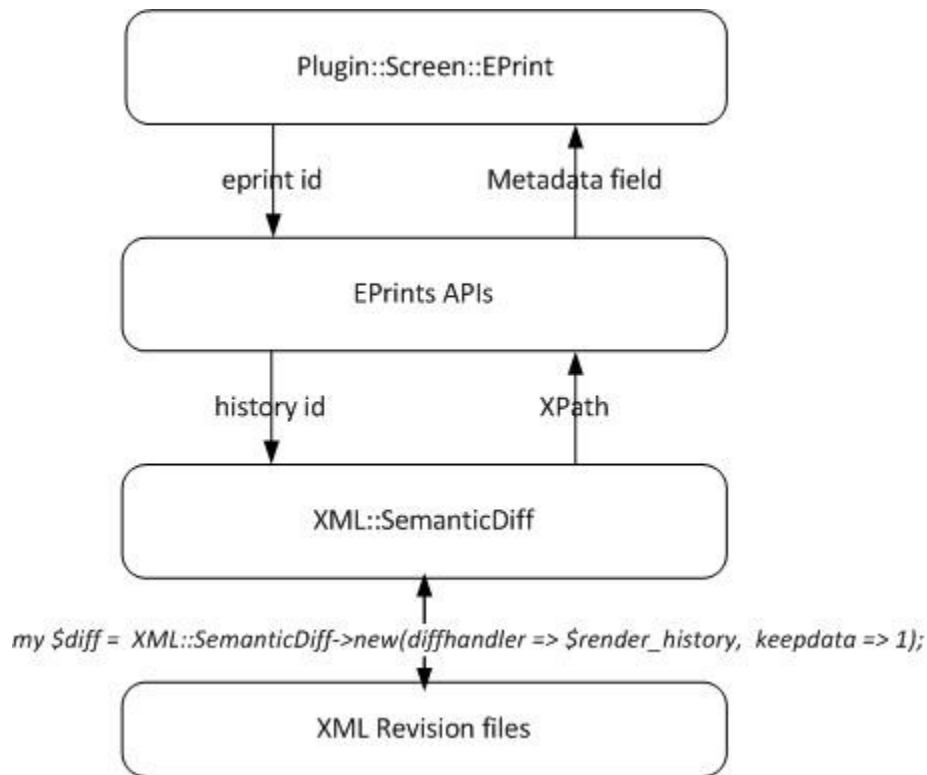 Plugin::Screen::EPrint
eprint id
Metadata field
EPrints APIs
history id
XPath
XML::SemanticDiff
my $diff = XML::SemanticDiff->new(diffhandler => $render_history, keepdata => 1);
XML Revision files